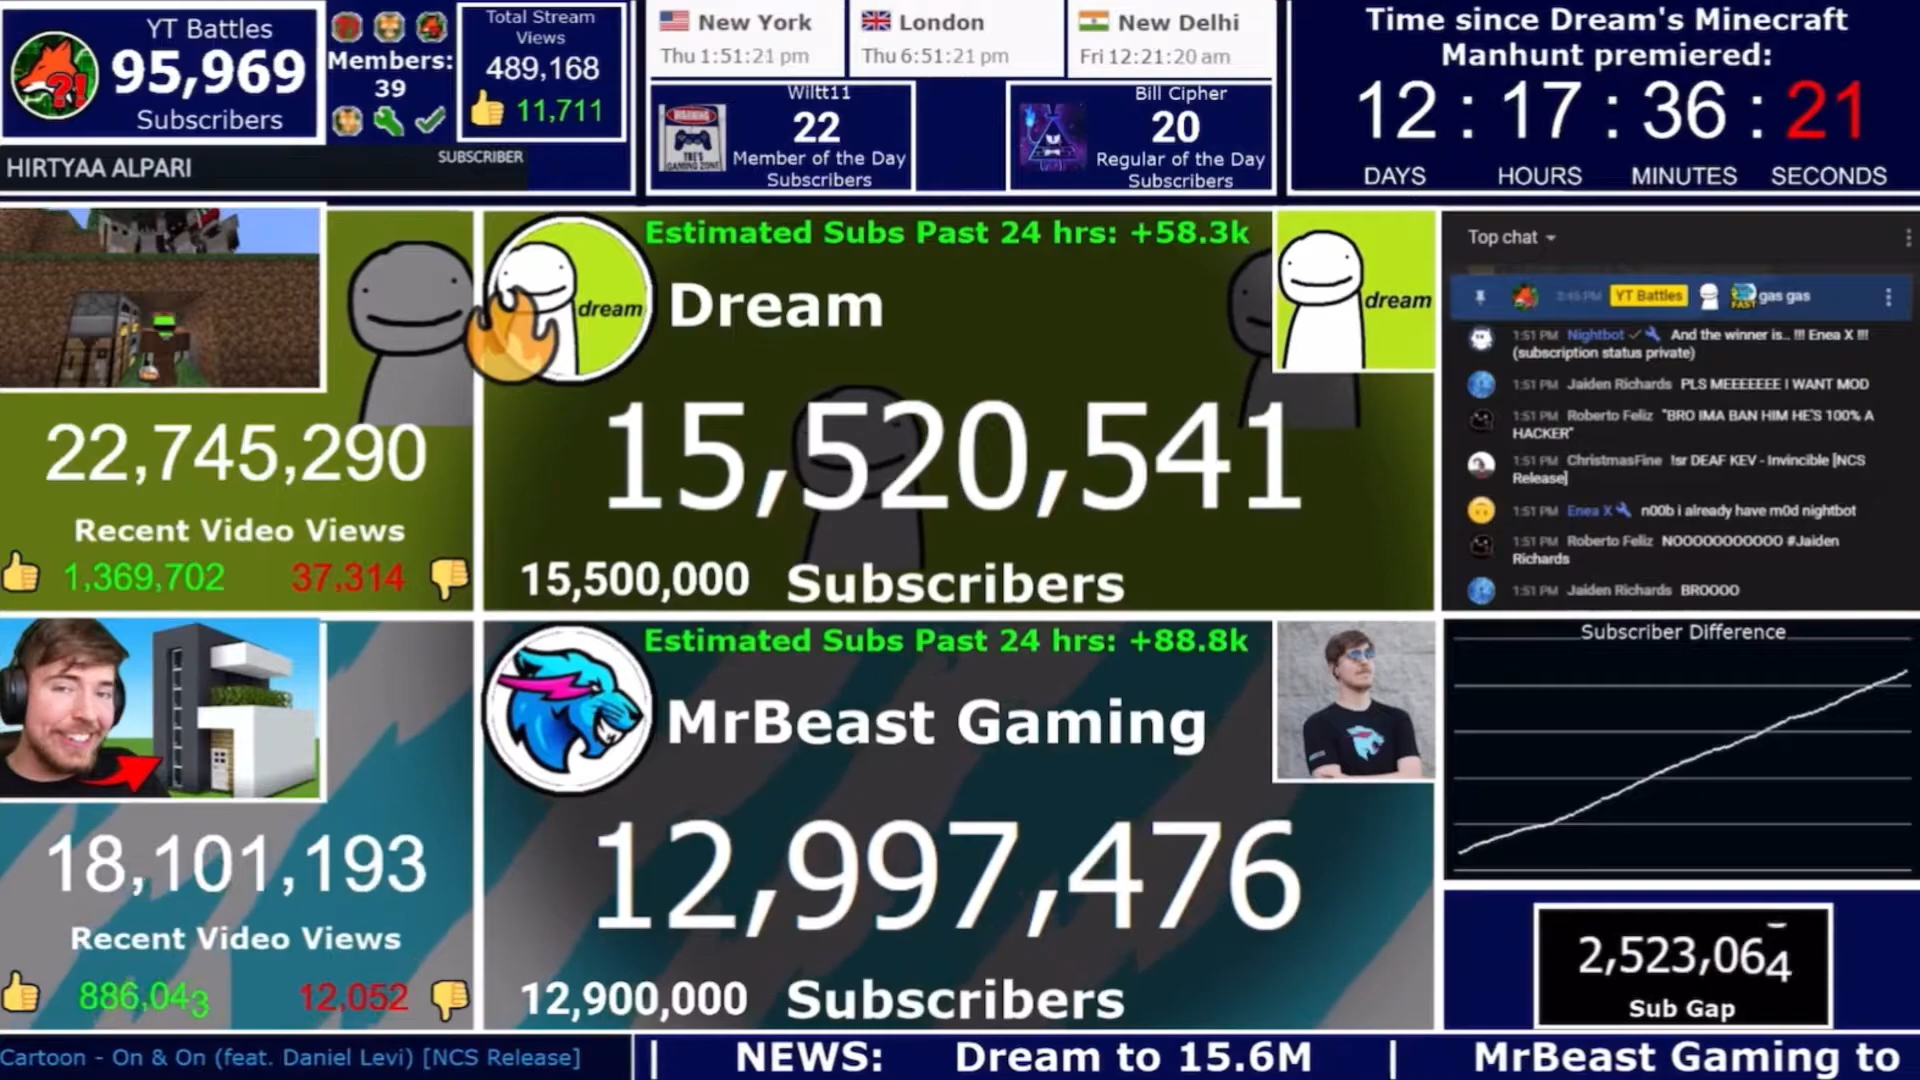 YT Battles
95,969
Subscribers
Members:
39
Total Stream
Views
489,168
11,711
HIRTYAA ALPARI
SUBSCRIBER
New York
Thu 1:51:21 pm
London
Thu 6:51:21 pm
New Delhi
Fri 12:21:20 am
WARNING
GAMING ZONE
Wiltt11
22
Member of the Day
Subscribers
Bill Cipher
20
Regular of the Day
Subscribers
Time since Dream's Minecraft
Manhunt premiered:
12 : 17 : 36 : 21
DAYS HOURS MINUTES SECONDS
22,745,290
Recent Video Views
1,369,702 37,314
Estimated Subs Past 24 hrs: +58.3k
dream
Dream
dream
15,520,541
15,500,000 Subscribers
Top chat
YT Battles FAST gas gas
1:51 PM Nightbot And the winner is.. !!! Enea X !!!
(subscription status private)
1:51 PM Jaiden Richards PLS MEEEEEEE I WANT MOD
1:51 PM Roberto Feliz "BRO IMA BAN HIM HE'S 100% A
HACKER"
1:51 PM ChristmasFine !sr DEAF KEV - Invincible [NCS
Release]
1:51 PM Enea X n00b i already have m0d nightbot
1:51 PM Roberto Feliz NOOOOOOOOOOO #Jaiden
Richards
1:51 PM Jaiden Richards BROOOO
18,101,193
Recent Video Views
886,043 12,052
Estimated Subs Past 24 hrs: +88.8k
MrBeast Gaming
12,997,476
12,900,000 Subscribers
Subscriber Difference
2,523,064
Sub Gap
Cartoon - On & On (feat. Daniel Levi) [NCS Release]
| NEWS: Dream to 15.6M | MrBeast Gaming to